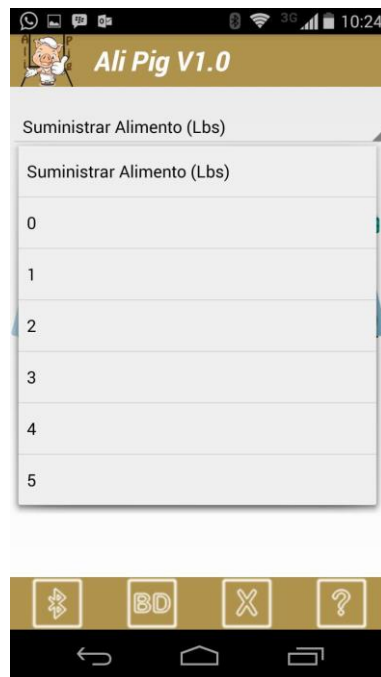 3G 10:24
Ali Pig V1.0
Suministrar Alimento (Lbs)
Suministrar Alimento (Lbs)
0
1
2
3
4
5
BD
X
?